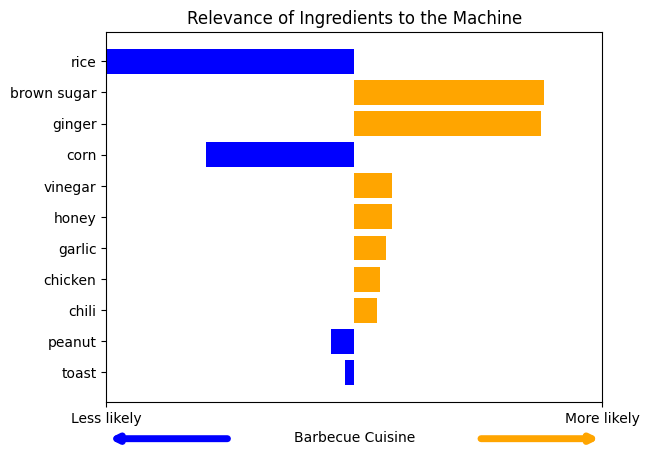 Relevance of Ingredients to the Machine
rice
brown sugar
ginger
corn
vinegar
honey
garlic
chicken
chili
peanut
toast
Less likely More likely
Barbecue Cuisine